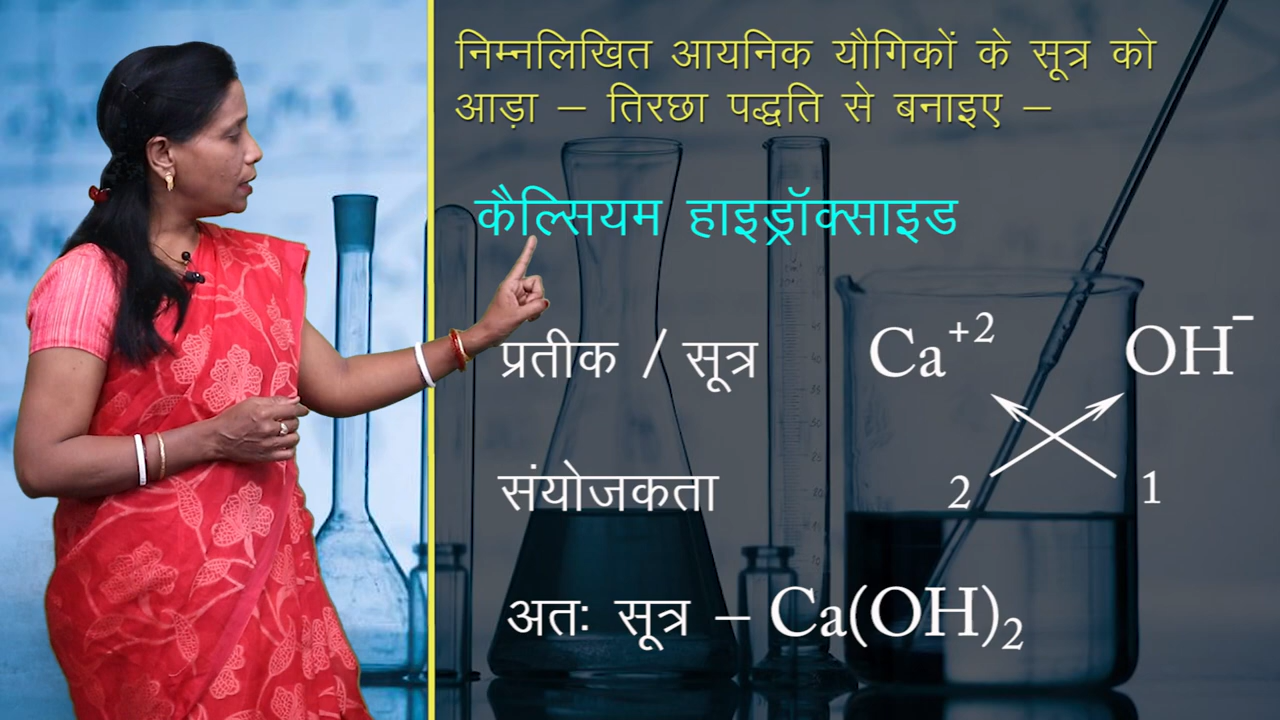 निम्नलिखित आयनिक यौगिकों के सूत्र को
आड़ा – तिरछा पद्धति से बनाइए –
कैल्सियम हाइड्रॉक्साइड
प्रतीक / सूत्र Ca⁺² OH⁻
संयोजकता 2 1
अतः सूत्र – Ca(OH)₂